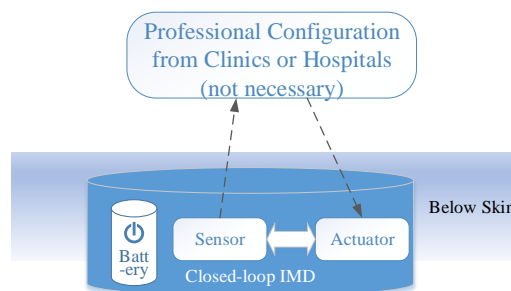 Professional Configuration
from Clinics or Hospitals
(not necessary)
Below Skin
Sensor
Actuator
Batt
-ery
Closed-loop IMD